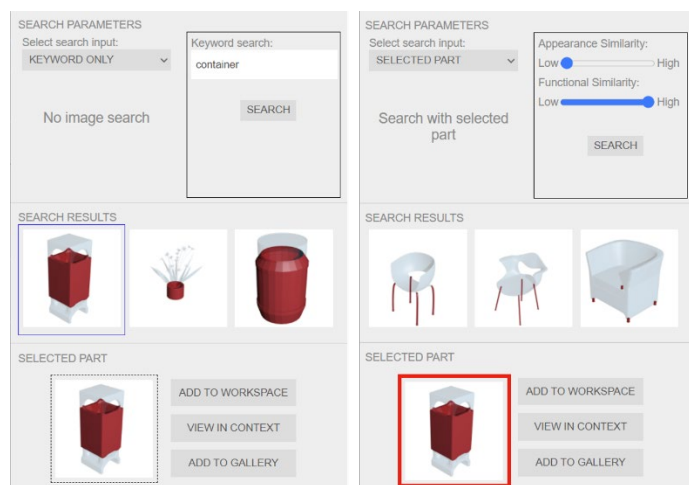 SEARCH PARAMETERS
Select search input:
KEYWORD ONLY
No image search
Keyword search:
container
SEARCH
SEARCH RESULTS
SELECTED PART
ADD TO WORKSPACE
VIEW IN CONTEXT
ADD TO GALLERY
SEARCH PARAMETERS
Select search input:
SELECTED PART
Search with selected
part
Appearance Similarity:
Low High
Functional Similarity:
Low High
SEARCH
SEARCH RESULTS
SELECTED PART
ADD TO WORKSPACE
VIEW IN CONTEXT
ADD TO GALLERY